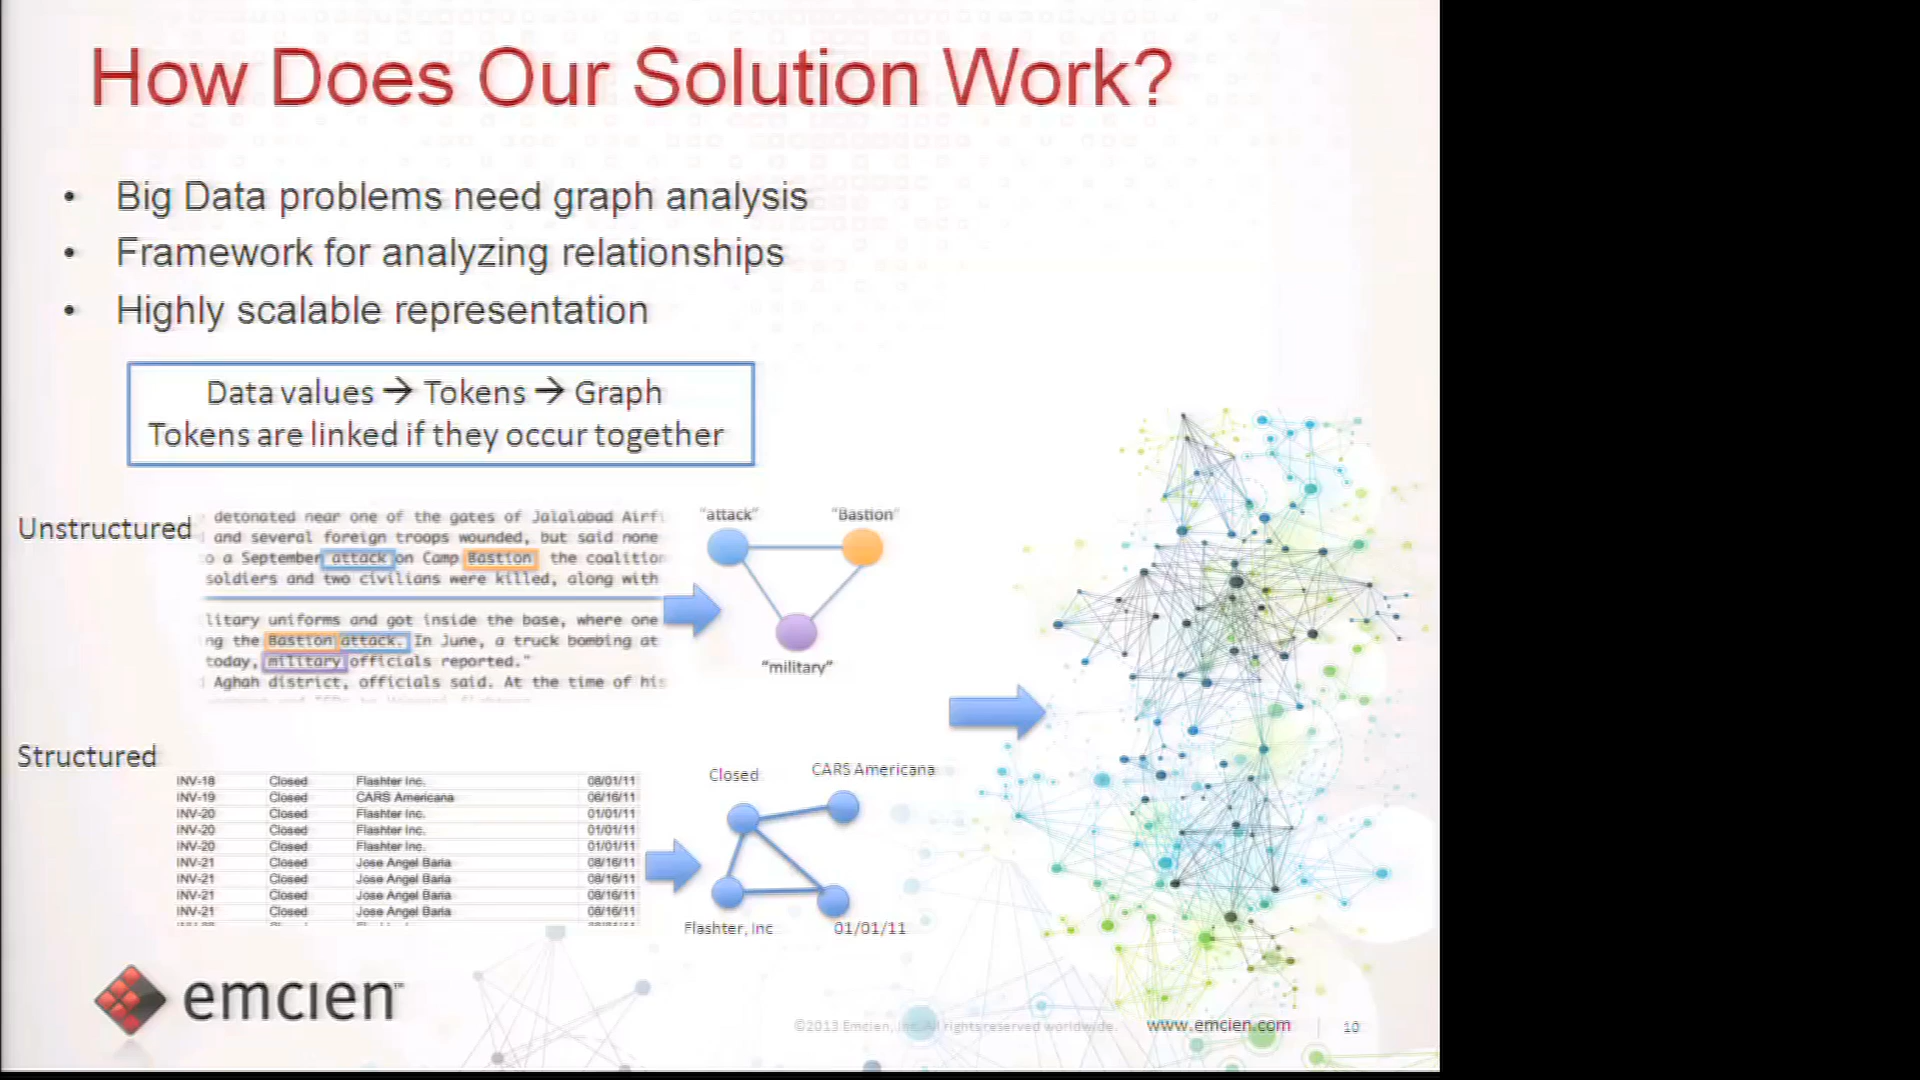 How Does Our Solution Work?
• Big Data problems need graph analysis
• Framework for analyzing relationships
• Highly scalable representation
Data values → Tokens → Graph
Tokens are linked if they occur together
Unstructured
detonated near one of the gates of Jalalabad Airfi
and several foreign troops wounded, but said none
o a September attack on Camp Bastion the coalition
soldiers and two civilians were killed, along with
litary uniforms and got inside the base, where one
ng the Bastion attack. In June, a truck bombing at
today, military officials reported."
Aghah district, officials said. At the time of his
"attack"
"Bastion"
"military"
Structured
INV-18 Closed Flashter Inc. 08/01/11
INV-19 Closed CARS Americana 06/16/11
INV-20 Closed Flashter Inc. 01/01/11
INV-20 Closed Flashter Inc. 01/01/11
INV-20 Closed Flashter Inc. 01/01/11
INV-21 Closed Jose Angel Baria 08/16/11
INV-21 Closed Jose Angel Baria 08/16/11
INV-21 Closed Jose Angel Baria 08/16/11
INV-21 Closed Jose Angel Baria 08/16/11
Closed
CARS Americana
Flashter, Inc
01/01/11
emcien™
©2013 Emcien, Inc. All rights reserved worldwide. www.emcien.com | 10